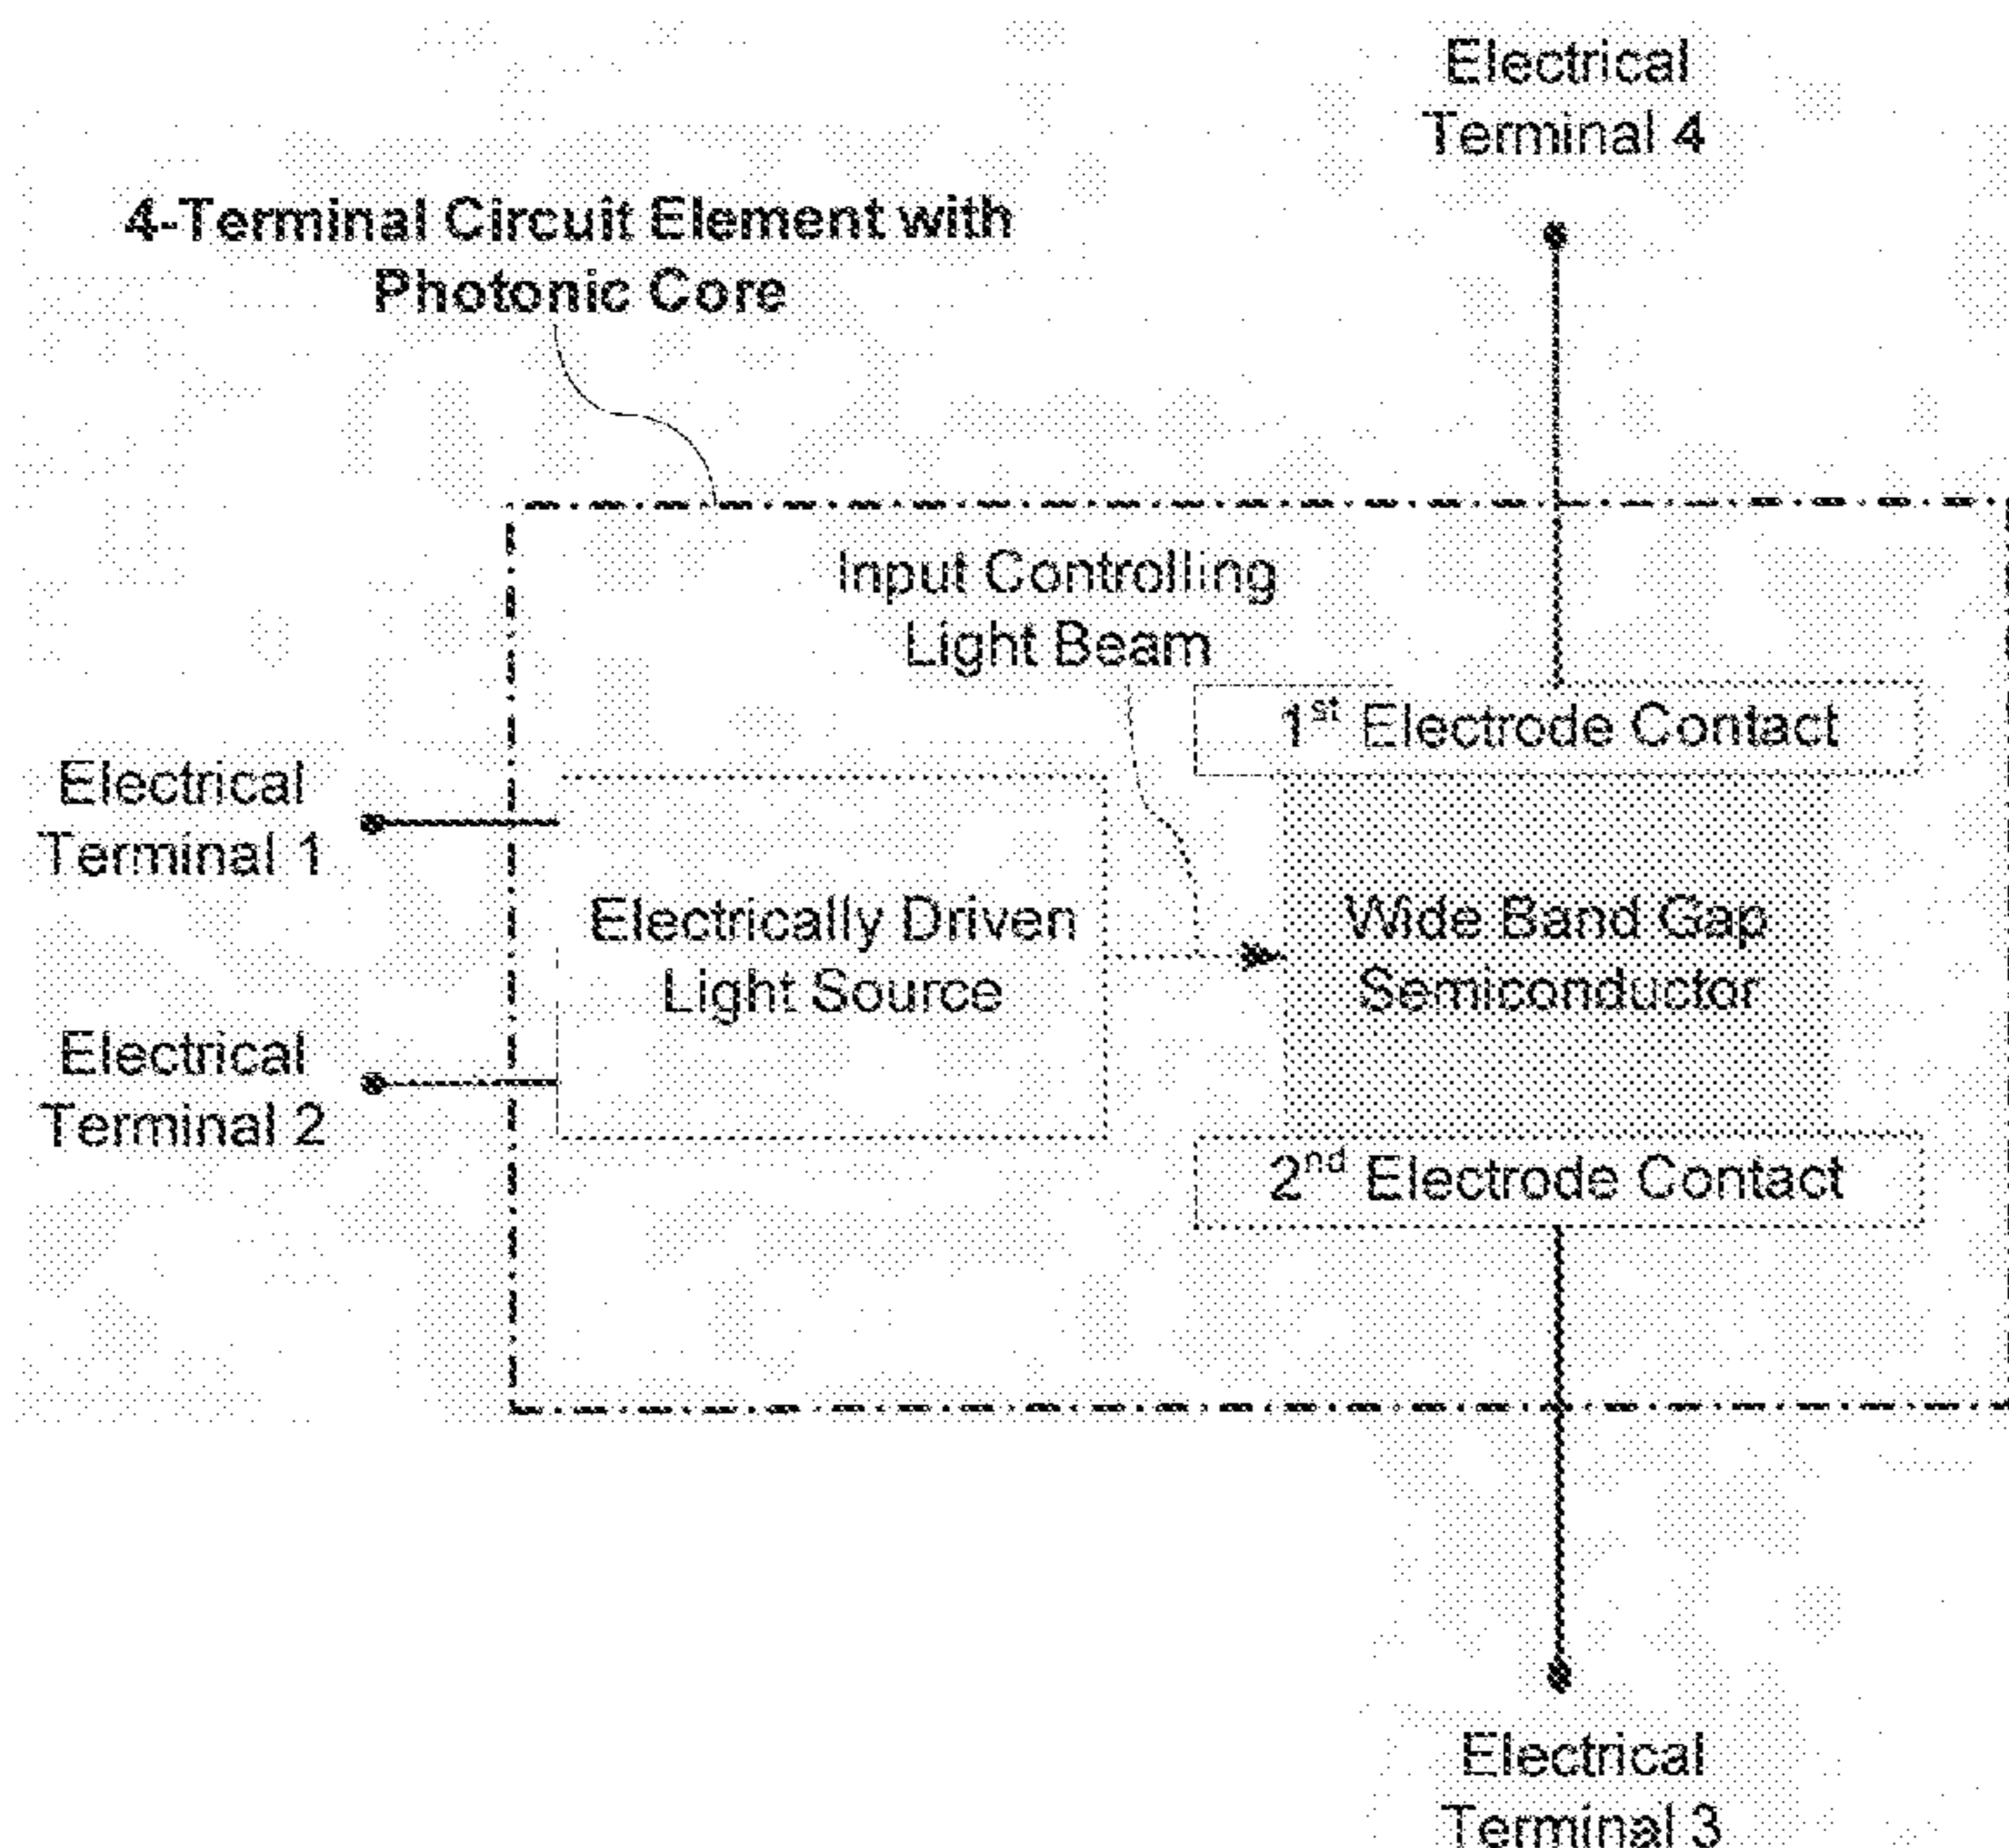 Electrical
Terminal 4
4-Terminal Circuit Element with
Photonic Core
Input Controlling
Light Beam
1st Electrode Contact
Electrical
Terminal 1
Electrically Driven
Light Source
Wide Band Gap
Semiconductor
Electrical
Terminal 2
2nd Electrode Contact
Electrical
Terminal 3